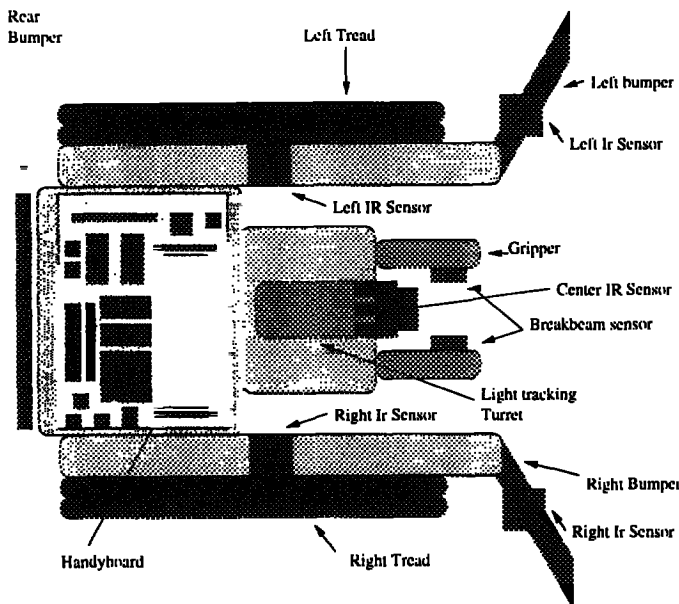 Rear
Bumper
Left Tread
Left bumper
Left Ir Sensor
Left IR Sensor
Gripper
Center IR Sensor
Breakbeam sensor
Light tracking
Turret
Right Ir Sensor
Right Bumper
Right Ir Sensor
Handyboard
Right Tread